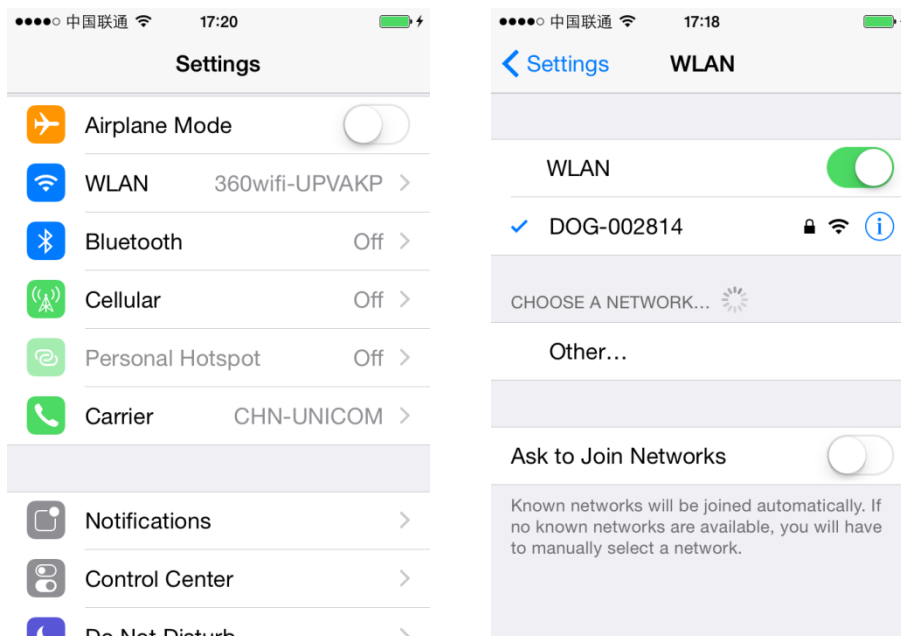 中国联通 17:20
Settings
Airplane Mode
WLAN 360wifi-UPVAKP
Bluetooth Off
Cellular Off
Personal Hotspot Off
Carrier CHN-UNICOM
Notifications
Control Center
Do Not Disturb
中国联通 17:18
Settings WLAN
WLAN
DOG-002814
CHOOSE A NETWORK...
Other...
Ask to Join Networks
Known networks will be joined automatically. If
no known networks are available, you will have
to manually select a network.